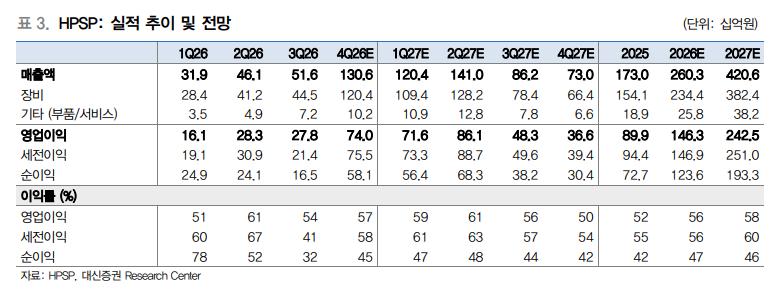 표 3. HPSP: 실적 추이 및 전망 (단위: 십억원)
1Q26 2Q26 3Q26 4Q26E 1Q27E 2Q27E 3Q27E 4Q27E 2025 2026E 2027E
매출액 31.9 46.1 51.6 130.6 120.4 141.0 86.2 73.0 173.0 260.3 420.6
장비 28.4 41.2 44.5 120.4 109.4 128.2 78.4 66.4 154.1 234.4 382.4
기타 (부품/서비스) 3.5 4.9 7.2 10.2 10.9 12.8 7.8 6.6 18.9 25.8 38.2
영업이익 16.1 28.3 27.8 74.0 71.6 86.1 48.3 36.6 89.9 146.3 242.5
세전이익 19.1 30.9 21.4 75.5 73.3 88.7 49.6 39.4 94.4 146.9 251.0
순이익 24.9 24.1 16.5 58.1 56.4 68.3 38.2 30.4 72.7 123.6 193.3
이익률 (%)
영업이익 51 61 54 57 59 61 56 50 52 56 58
세전이익 60 67 41 58 61 63 57 54 55 56 60
순이익 78 52 32 45 47 48 44 42 42 47 46
자료: HPSP, 대신증권 Research Center